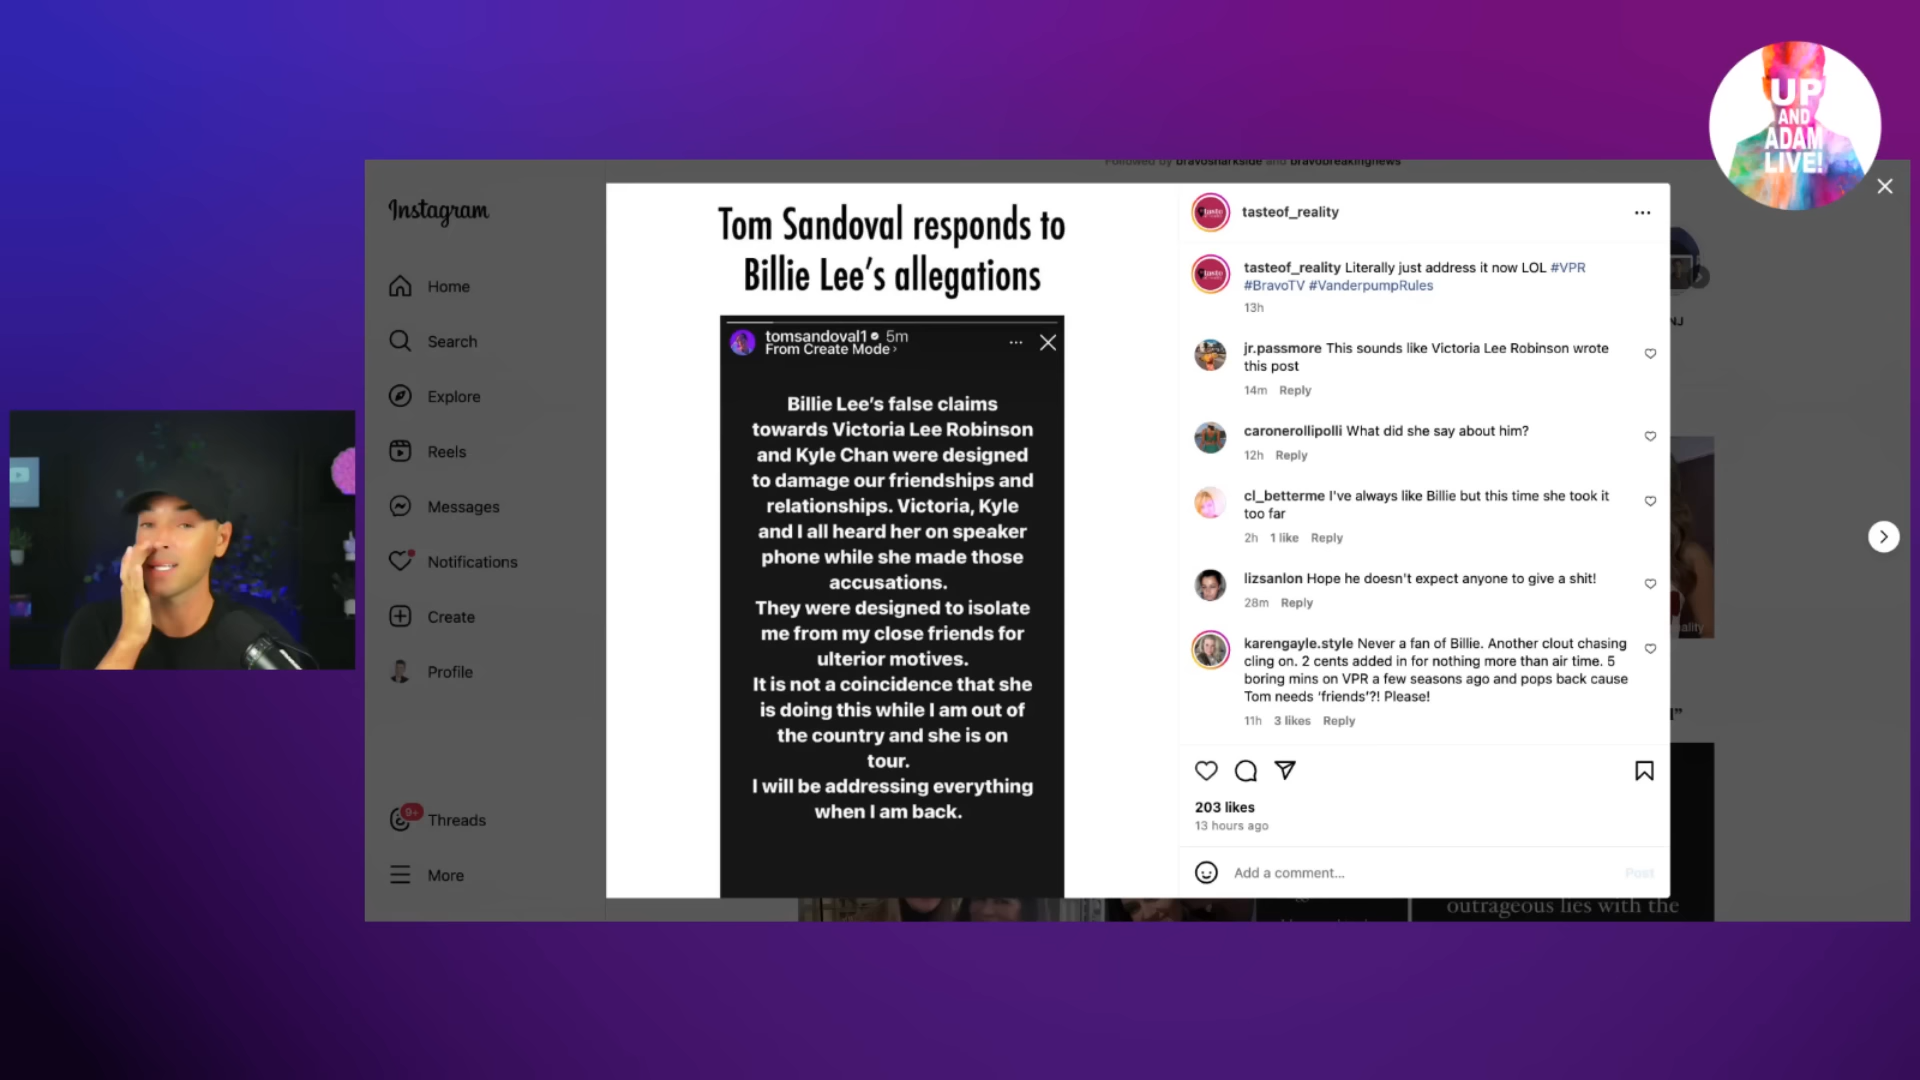 UP
AND
ADAM
LIVE!
Followed by bravosharkside and bravobreakingnews
Instagram
Home
Search
Explore
Reels
Messages
Notifications
Create
Profile
9+
Threads
More
Tom Sandoval responds to
Billie Lee's allegations
tomsandoval1 5m
From Create Mode ›
Billie Lee's false claims
towards Victoria Lee Robinson
and Kyle Chan were designed
to damage our friendships and
relationships. Victoria, Kyle
and I all heard her on speaker
phone while she made those
accusations.
They were designed to isolate
me from my close friends for
ulterior motives.
It is not a coincidence that she
is doing this while I am out of
the country and she is on
tour.
I will be addressing everything
when I am back.
taste
tasteof_reality
taste
tasteof_reality Literally just address it now LOL #VPR
#BravoTV #VanderpumpRules
13h
jr.passmore This sounds like Victoria Lee Robinson wrote
this post
14m Reply
caronerollipolli What did she say about him?
12h Reply
cl_betterme I've always like Billie but this time she took it
too far
2h 1 like Reply
lizsanlon Hope he doesn't expect anyone to give a shit!
28m Reply
karengayle.style Never a fan of Billie. Another clout chasing
cling on. 2 cents added in for nothing more than air time. 5
boring mins on VPR a few seasons ago and pops back cause
Tom needs 'friends'?! Please!
11h 3 likes Reply
203 likes
13 hours ago
Add a comment...
Post
NJ
ality
outrageous lies with the